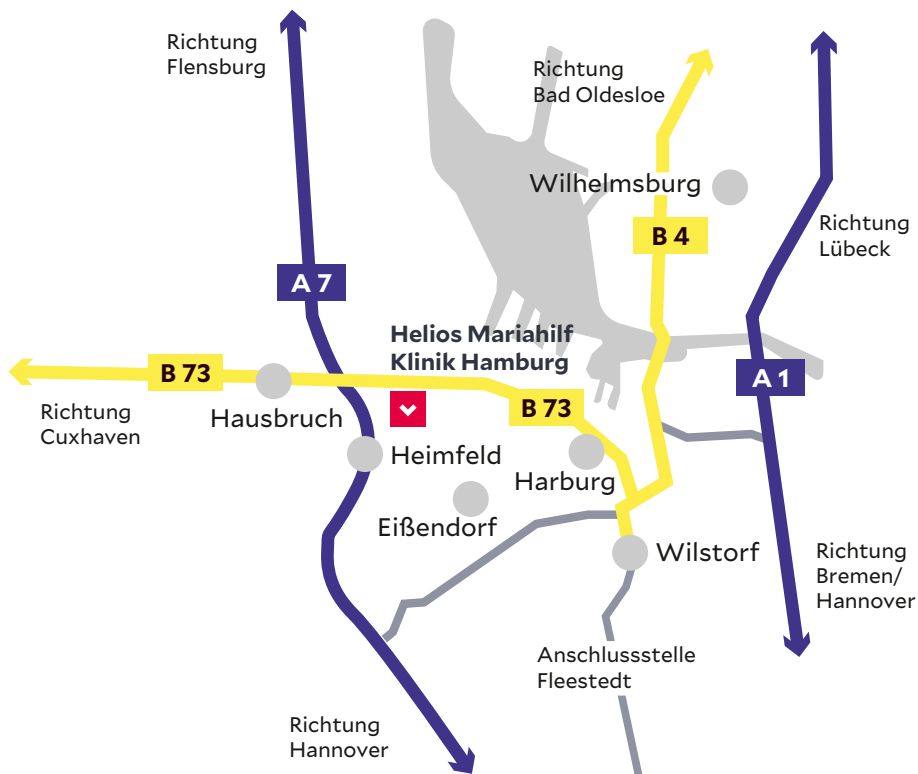 Richtung
Flensburg
Richtung
Bad Oldesloe
Wilhelmsburg
Richtung
Lübeck
B 4
A 7
Helios Mariahilf
Klinik Hamburg
B 73
A 1
Richtung
Cuxhaven
Hausbruch
B 73
Heimfeld
Harburg
Eißendorf
Wilstorf
Richtung
Bremen/
Hannover
Anschlussstelle
Fleestedt
Richtung
Hannover